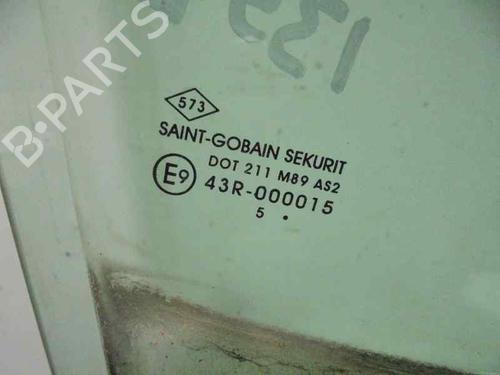 B-PARTS
573
SAINT-GOBAIN SEKURIT
DOT 211 M89 AS2
E9 43R-000015
5 .